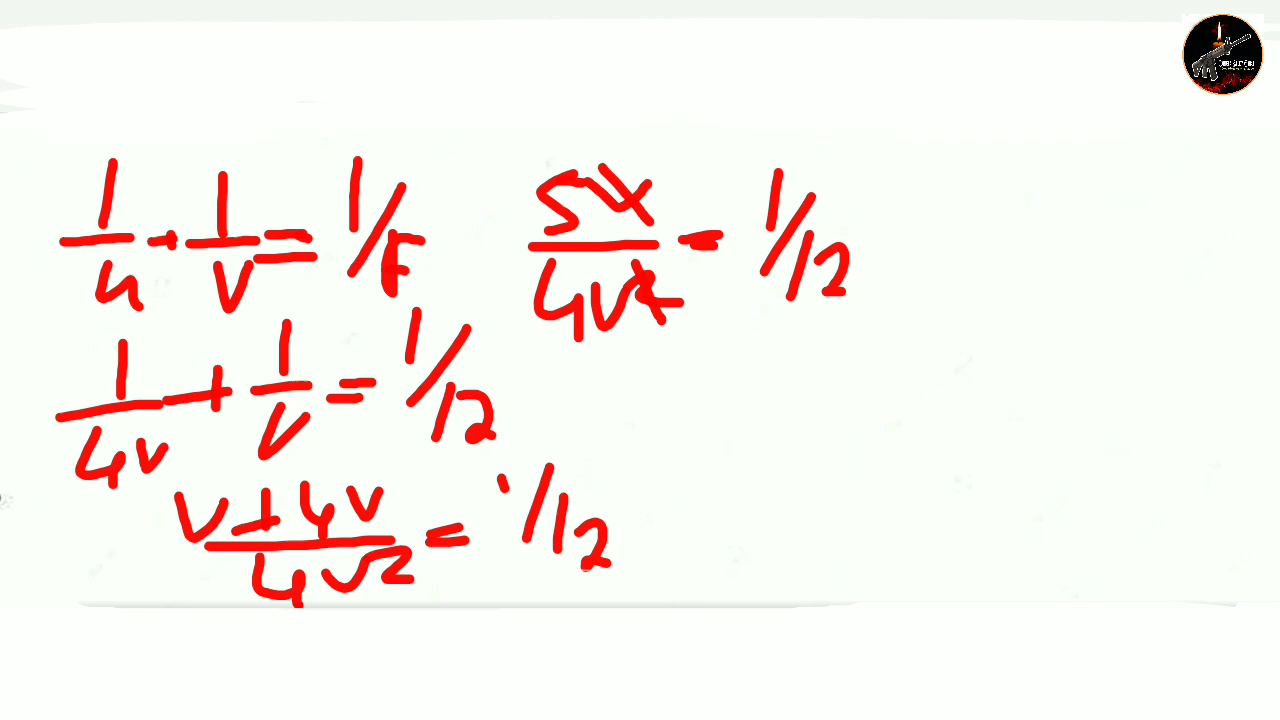 1/u + 1/v = 1/F
1/4v + 1/v = 1/12
v+4v/4v2 = 1/12
5v/4v2 = 1/12